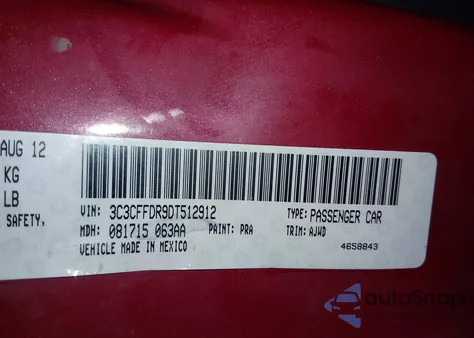 AUG 12
KG
LB
SAFETY,
VIN: 3C3CFFDR9DT512912 TYPE: PASSENGER CAR
MDH: 081715 063AA PAINT: PRA TRIM: AJWD
VEHICLE MADE IN MEXICO 4658843
autoSnap